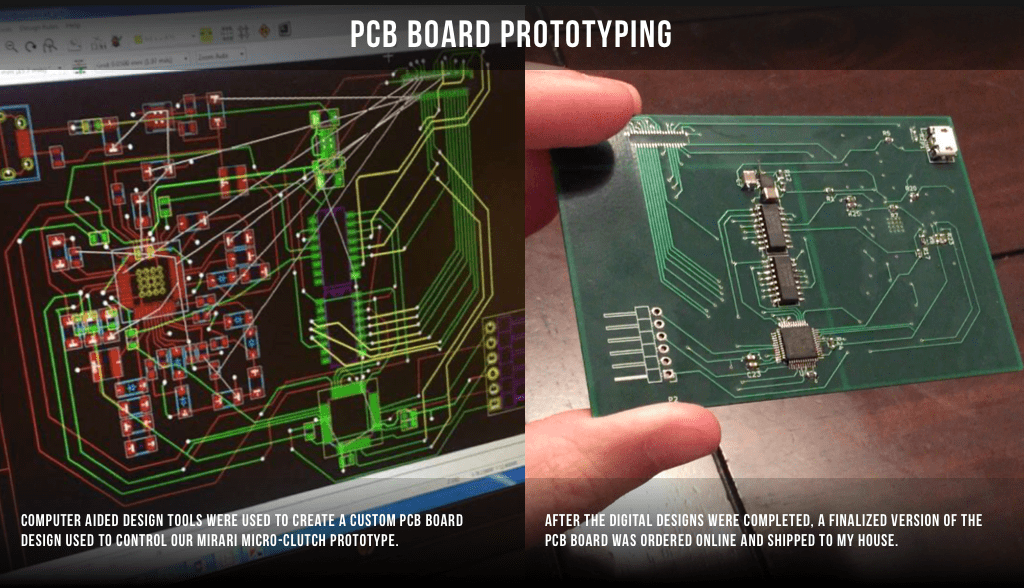 PCB BOARD PROTOTYPING
COMPUTER AIDED DESIGN TOOLS WERE USED TO CREATE A CUSTOM PCB BOARD
DESIGN USED TO CONTROL OUR MIRARI MICRO-CLUTCH PROTOTYPE.
AFTER THE DIGITAL DESIGNS WERE COMPLETED, A FINALIZED VERSION OF THE
PCB BOARD WAS ORDERED ONLINE AND SHIPPED TO MY HOUSE.
C23
P2